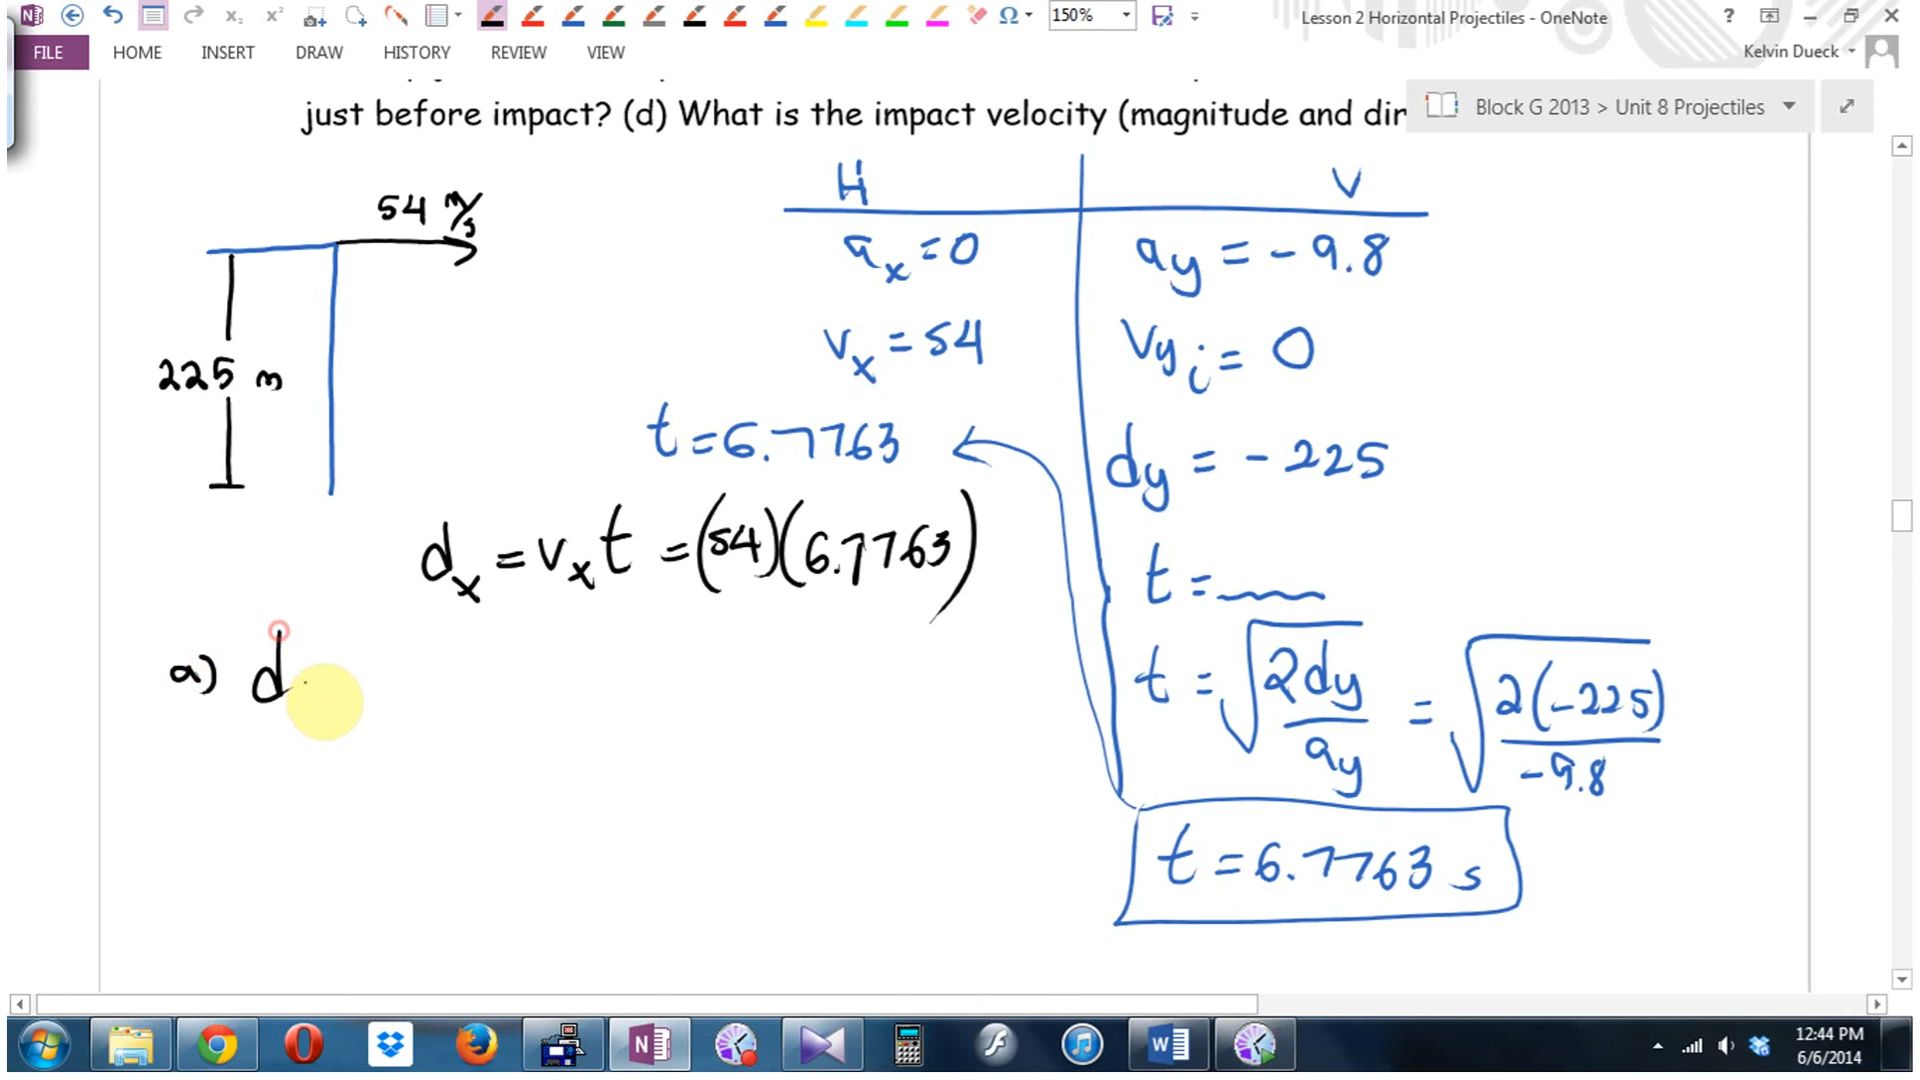 150%
Lesson 2 Horizontal Projectiles - OneNote
?
FILE HOME INSERT DRAW HISTORY REVIEW VIEW
Kelvin Dueck
just before impact? (d) What is the impact velocity (magnitude and dir
Block G 2013 > Unit 8 Projectiles
54 m/s
225 m
H V
ax = 0
ay = -9.8
vx = 54
Vyi = 0
t = 6.7763
dy = -225
dx = vx t = (54)(6.7763)
t =
a) d
t = √2dy/ay = √2(-225)/-9.8
t = 6.7763 s
12:44 PM
6/6/2014